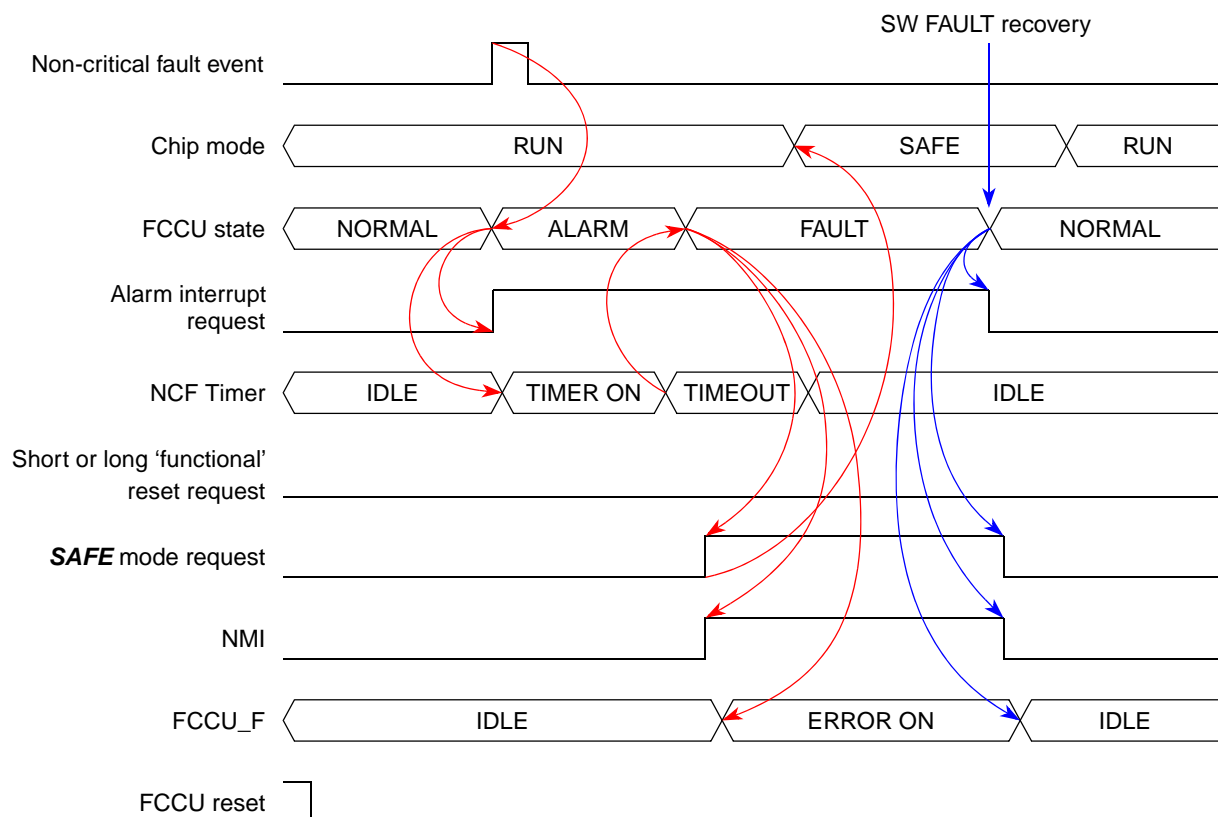 SW FAULT recovery
Non-critical fault event
Chip mode
RUN
SAFE
RUN
FCCU state
NORMAL
ALARM
FAULT
NORMAL
Alarm interrupt
request
NCF Timer
IDLE
TIMER ON
TIMEOUT
IDLE
Short or long ‘functional’
reset request
SAFE mode request
NMI
FCCU_F
IDLE
ERROR ON
IDLE
FCCU reset